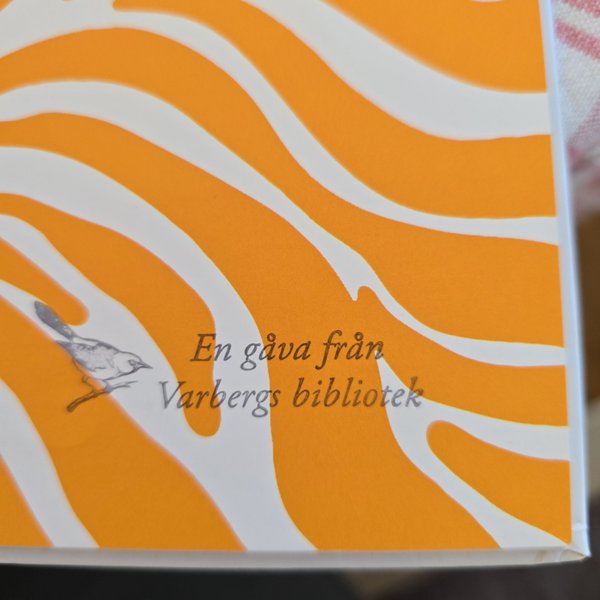 En gåva från
Varbergs bibliotek